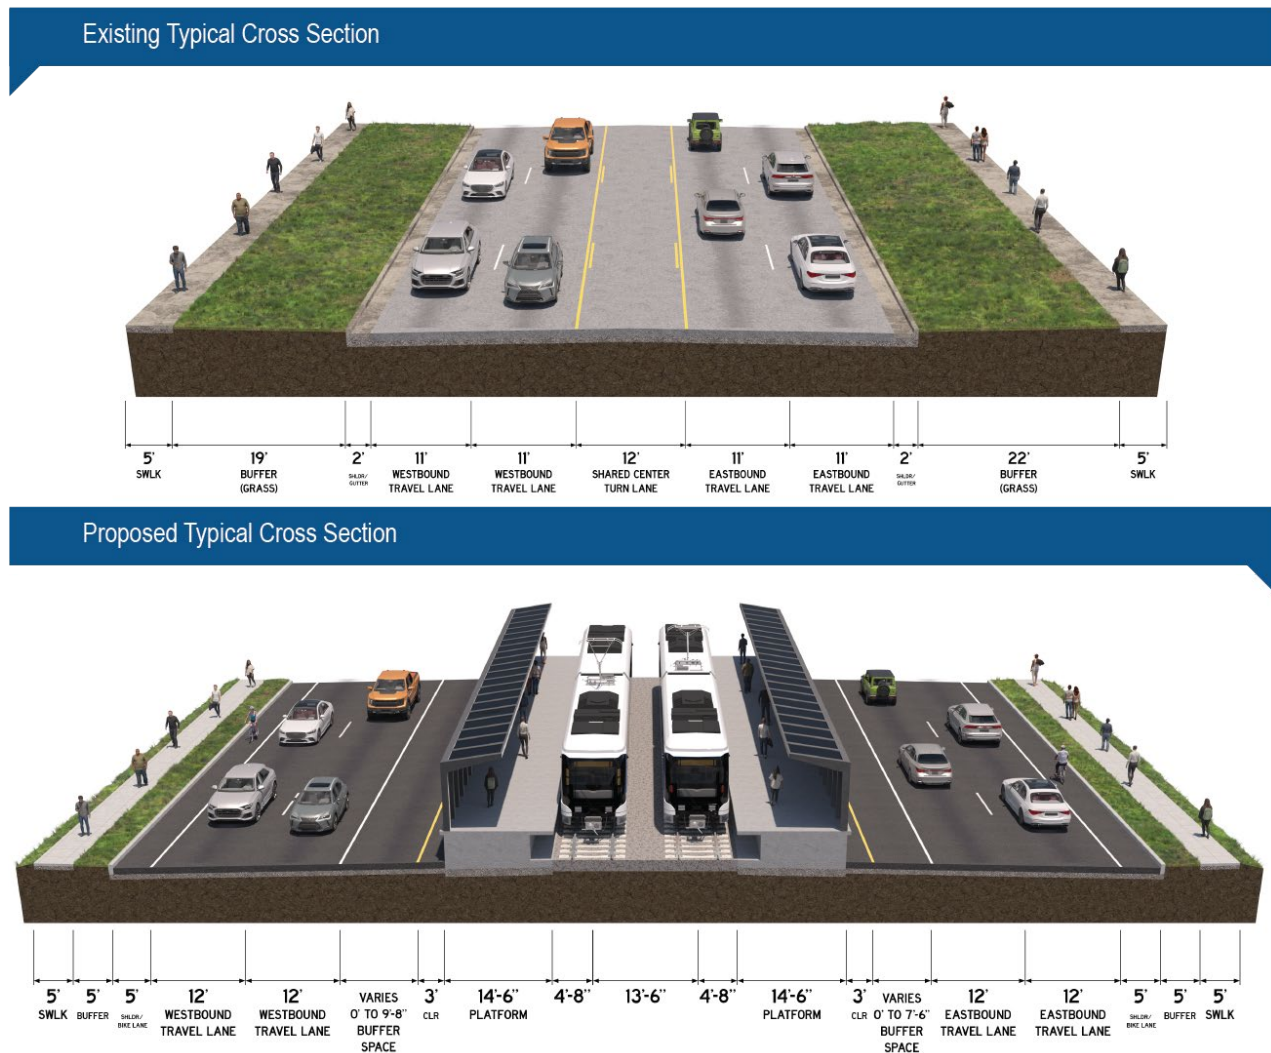 Existing Typical Cross Section
5' 19' 2' 11' 11' 12' 11' 11' 2' 22' 5'
SWLK BUFFER SHLDR/ WESTBOUND WESTBOUND SHARED CENTER EASTBOUND EASTBOUND SHLDR/ BUFFER SWLK
(GRASS) GUTTER TRAVEL LANE TRAVEL LANE TURN LANE TRAVEL LANE TRAVEL LANE GUTTER (GRASS)
Proposed Typical Cross Section
5' 5' 5' 12' 12' VARIES 3' 14'-6" 4'-8" 13'-6" 4'-8" 14'-6" 3' VARIES 12' 12' 5' 5' 5'
SWLK BUFFER SHLDR/ WESTBOUND WESTBOUND 0' TO 9'-8" CLR PLATFORM PLATFORM CLR 0' TO 7'-6" EASTBOUND EASTBOUND SHLDR/ BUFFER SWLK
BIKE LANE TRAVEL LANE TRAVEL LANE BUFFER BUFFER TRAVEL LANE TRAVEL LANE BIKE LANE
SPACE SPACE